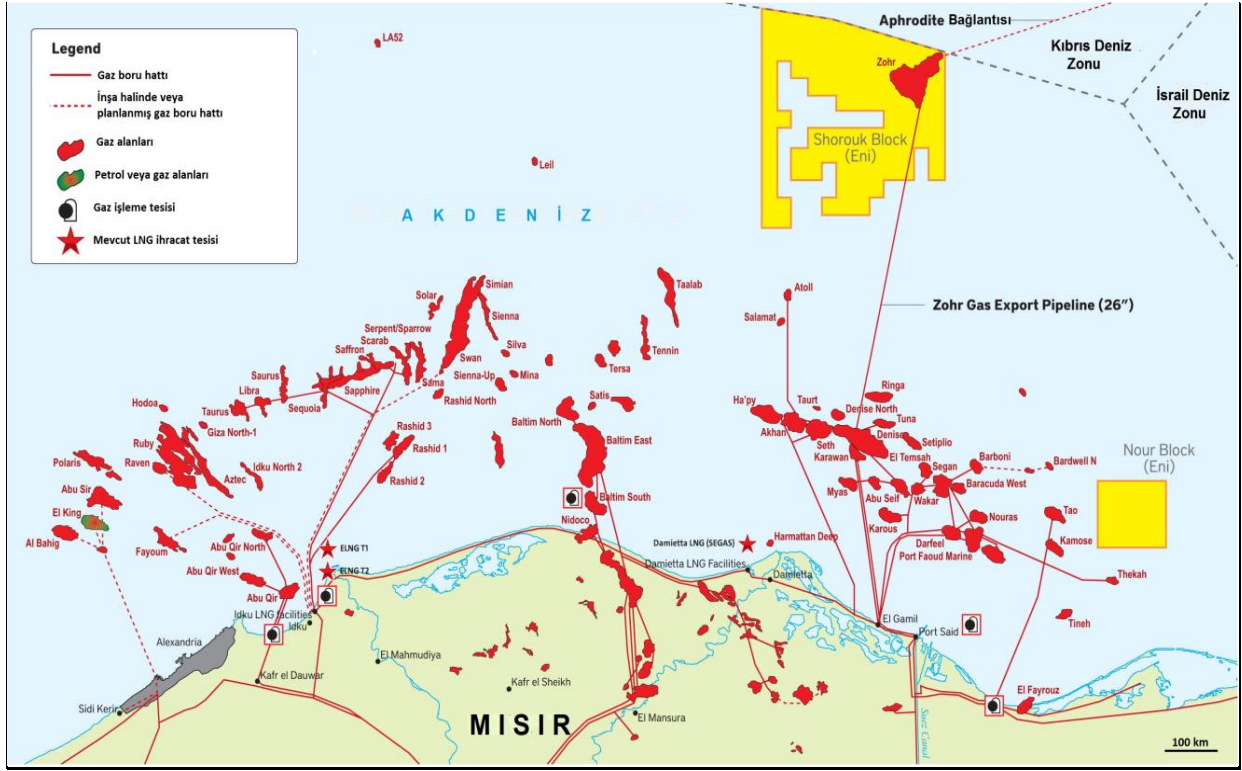 Legend
Gaz boru hattı
İnşa halinde veya
planlanmış gaz boru hattı
Gaz alanları
Petrol veya gaz alanları
Gaz işleme tesisi
Mevcut LNG ihracat tesisi
LA52
Leil
A K D E N İ Z
Aphrodite Bağlantısı
Kıbrıs Deniz
Zonu
İsrail Deniz
Zonu
Zohr
Shorouk Block
(Eni)
Zohr Gas Export Pipeline (26")
Nour Block
(Eni)
Simian
Solar
Sienna
Serpent/Sparrow
Scarab
Saffron
Swan
Silva
Sienna-Up
Mina
Saurus
Libra
Sapphire
Sama
Rashid North
Taurus
Sequoia
Hodoa
Giza North-1
Ruby
Raven
Polaris
Abu Sir
El King
Al Bahig
Aztec
Idku North 2
Fayoum
Abu Qir North
Abu Qir West
Abu Qir
Rashid 3
Rashid 1
Rashid 2
Taalab
Tennin
Tersa
Satis
Baltim North
Baltim East
Baltim South
Nidoco
Atoll
Salamat
Ha'py
Taurt
Akhan
Seth
Karawan
Denise North
Denise
Ringa
Tuna
El Temsah
Setiplio
Segan
Barboni
Bardwell N
Baracuda West
Myas
Abu Seif
Wakar
Karous
Nouras
Darfeel
Port Faoud Marine
Tao
Kamose
Thekah
Tineh
El Fayrouz
Harmattan Deep
ELNG T1
ELNG T2
Idku LNG facilities
Idku
Damietta LNG (SEGAS)
Damietta LNG Facilities
Damietta
El Gamil
Port Said
Alexandria
Sidi Kerir
Kafr el Dauwar
El Mahmudiya
Kafr el Sheikh
El Mansura
MISIR
Suez Canal
100 km